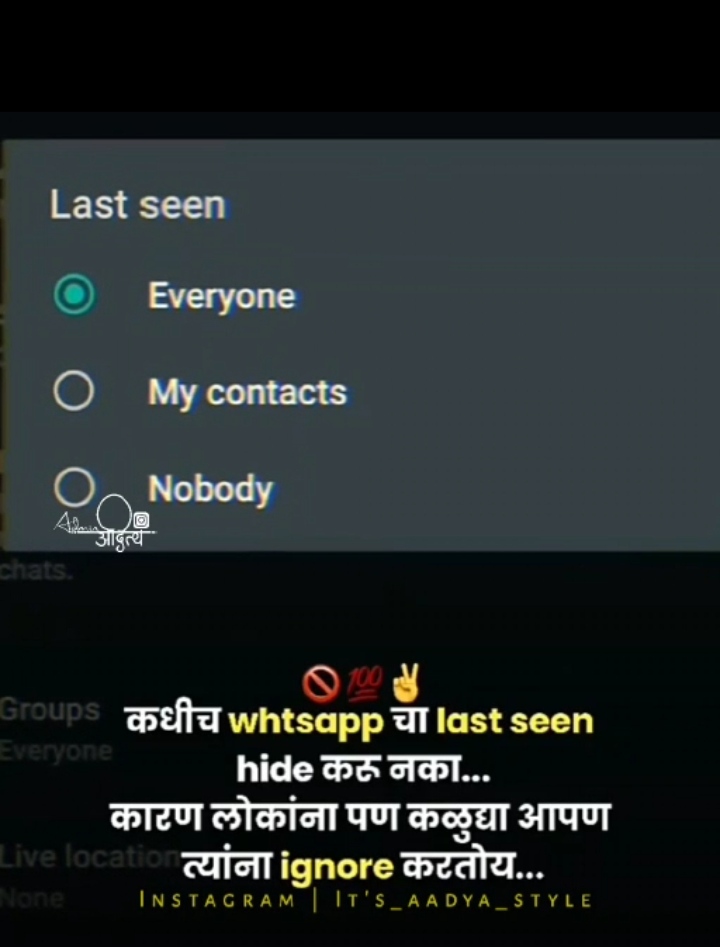 Last seen
Everyone
My contacts
Nobody
आदित्य
chats.
Groups
Everyone
🚫💯✌
कधीच whtsapp चा last seen
hide करू नका...
कारण लोकांना पण कळुद्या आपण
Live location
त्यांना ignore करतोय...
None
INSTAGRAM | IT'S_AADYA_STYLE